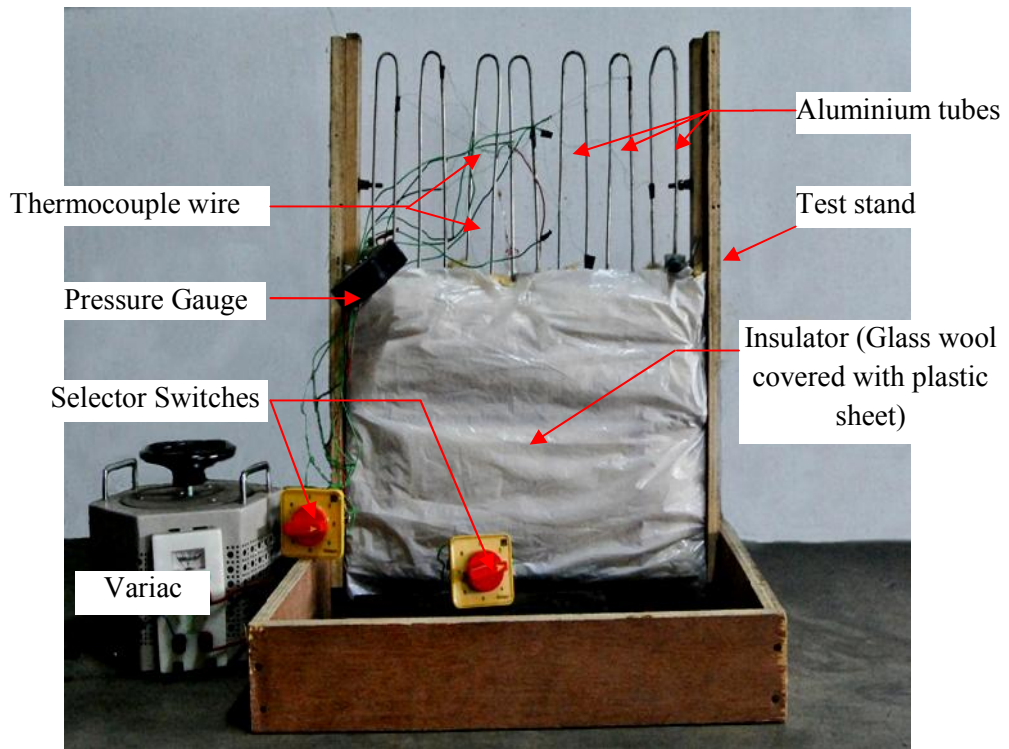 Aluminium tubes
Thermocouple wire
Test stand
Pressure Gauge
Insulator (Glass wool
covered with plastic
sheet)
Selector Switches
Variac